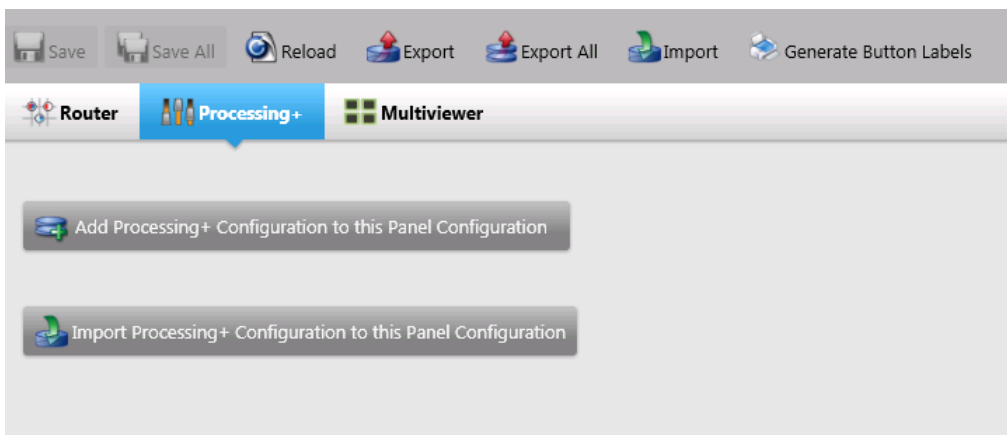 Save Save All Reload Export Export All Import Generate Button Labels
Router Processing+ Multiviewer
Add Processing+ Configuration to this Panel Configuration
Import Processing+ Configuration to this Panel Configuration